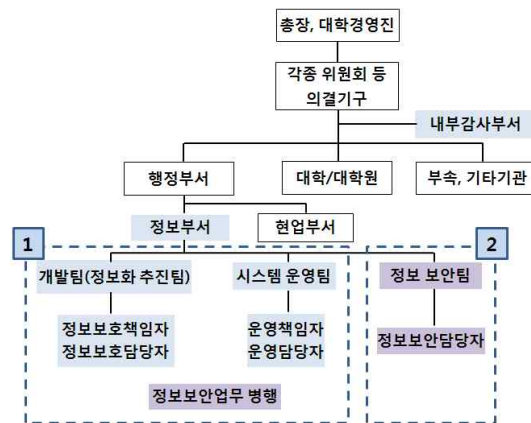 총장, 대학경영진
각종 위원회 등
의결기구
내부감사부서
행정부서
대학/대학원
부속, 기타기관
정보부서
현업부서
1
2
개발팀(정보화 추진팀)
시스템 운영팀
정보 보안팀
정보보호책임자
정보보호담당자
운영책임자
운영담당자
정보보안담당자
정보보안업무 병행